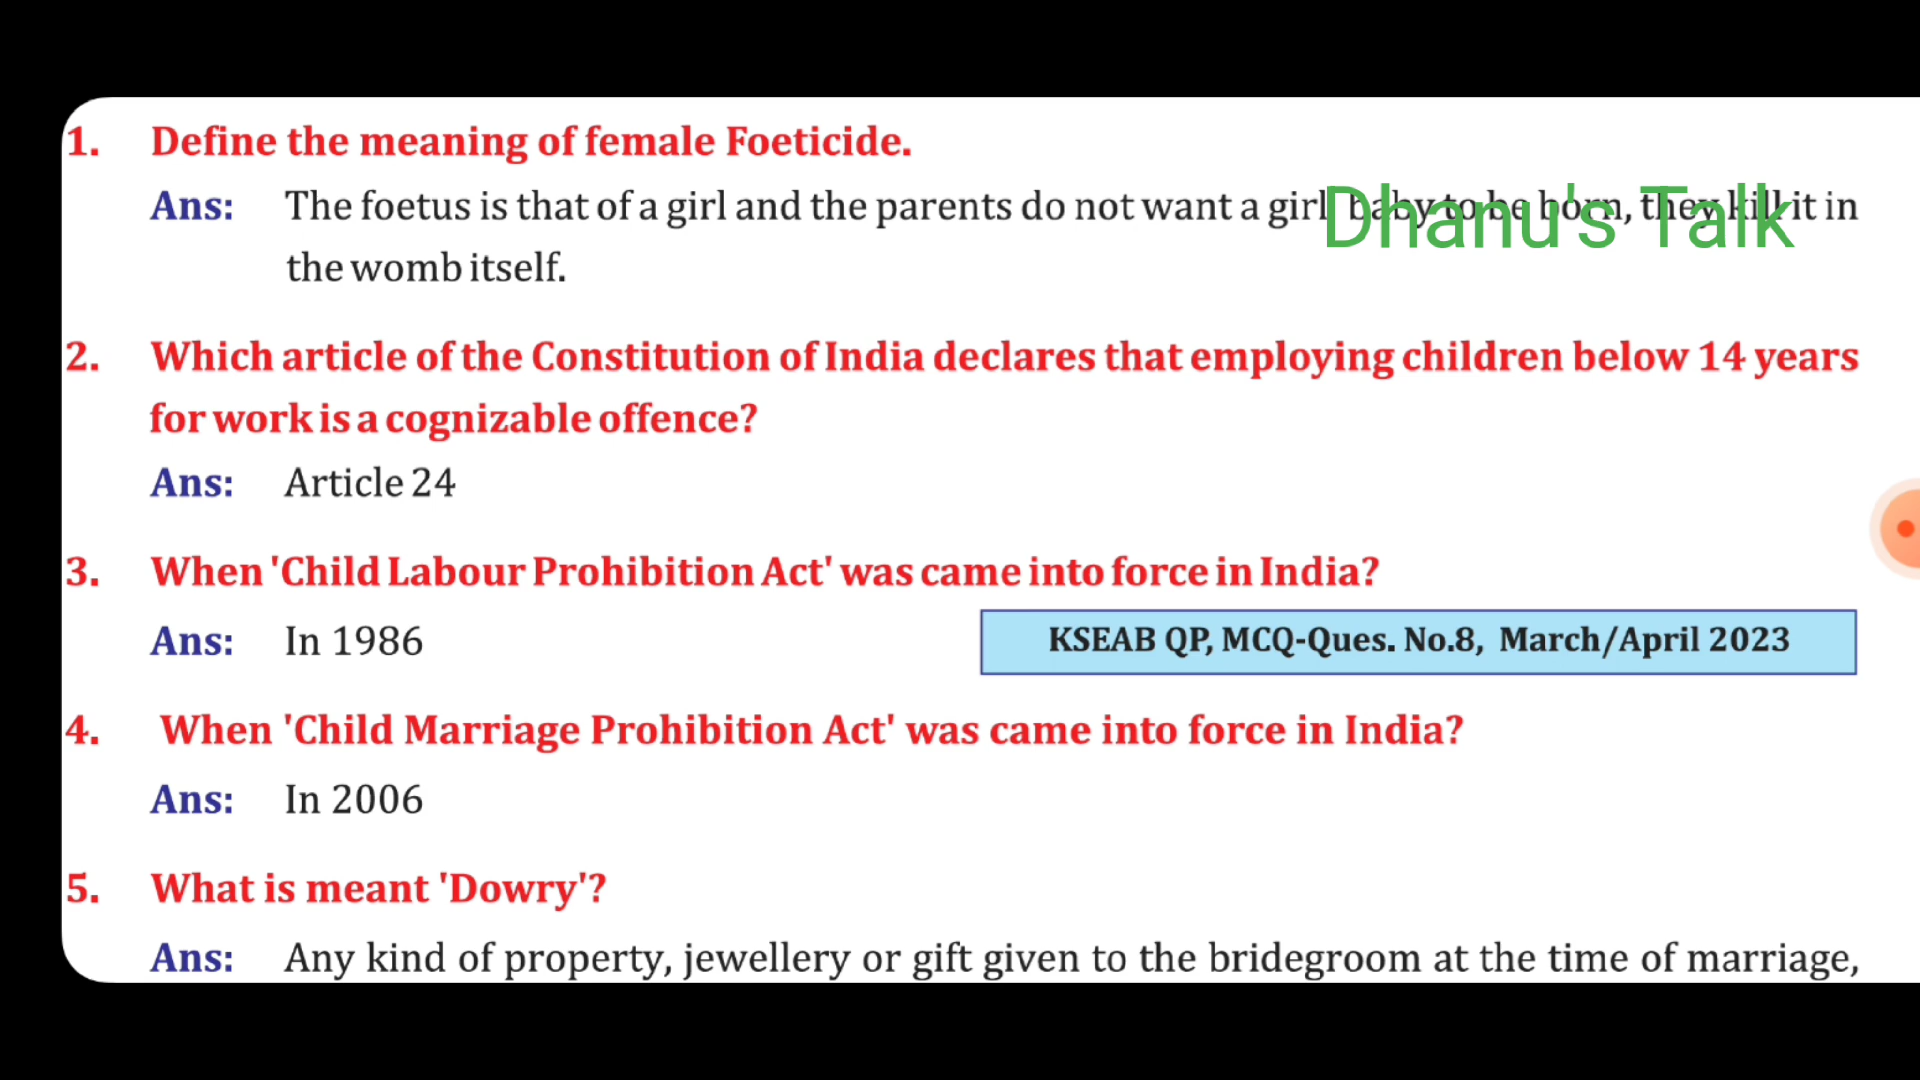 1. Define the meaning of female Foeticide.
Ans: The foetus is that of a girl and the parents do not want a girl baby to be born, they kill it in
Dhanu's Talk
the womb itself.
2. Which article of the Constitution of India declares that employing children below 14 years
for work is a cognizable offence?
Ans: Article 24
3. When 'Child Labour Prohibition Act' was came into force in India?
Ans: In 1986
KSEAB QP, MCQ-Ques. No.8, March/April 2023
4. When 'Child Marriage Prohibition Act' was came into force in India?
Ans: In 2006
5. What is meant 'Dowry'?
Ans: Any kind of property, jewellery or gift given to the bridegroom at the time of marriage,